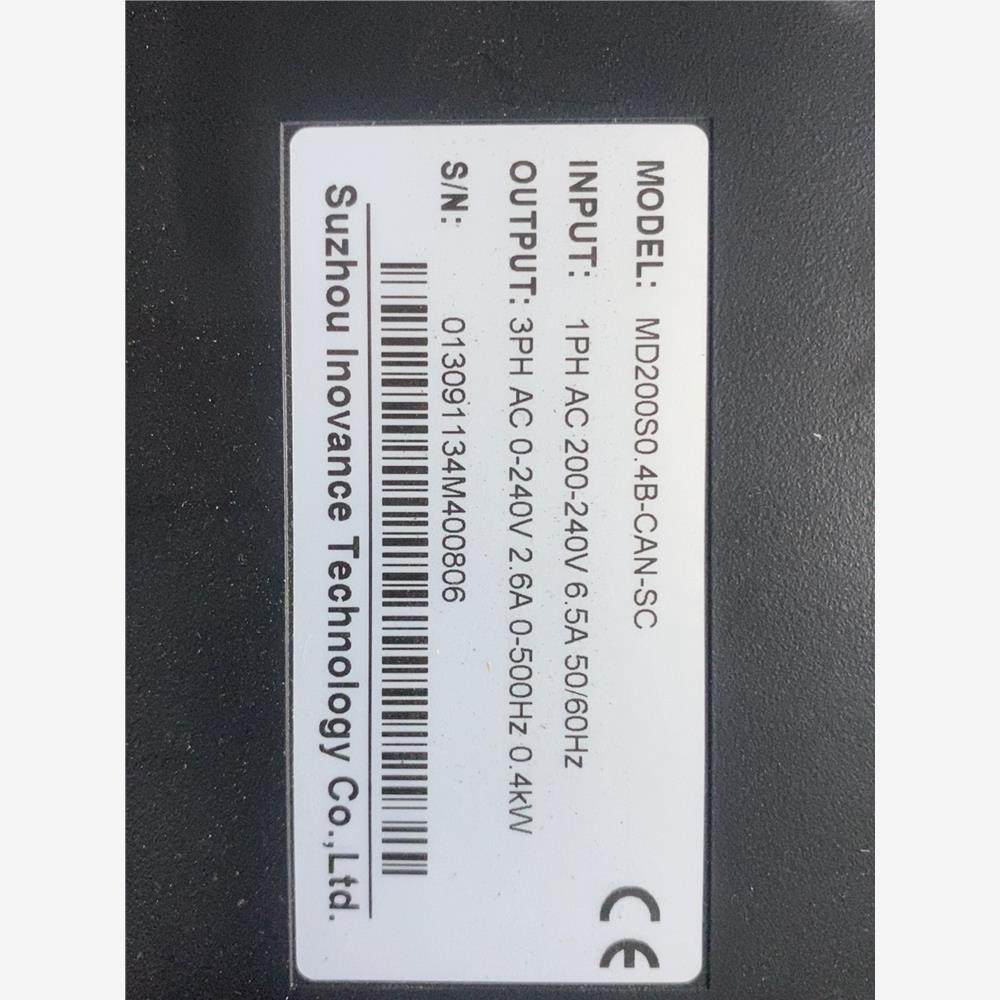 MODEL: MD200S0.4B-CAN-SC
INPUT: 1PH AC 200-240V 6.5A 50/60Hz
OUTPUT: 3PH AC 0-240V 2.6A 0-500Hz 0.4kW
S/N: 013091134M400806
Suzhou Inovance Technology Co.,Ltd.
CE